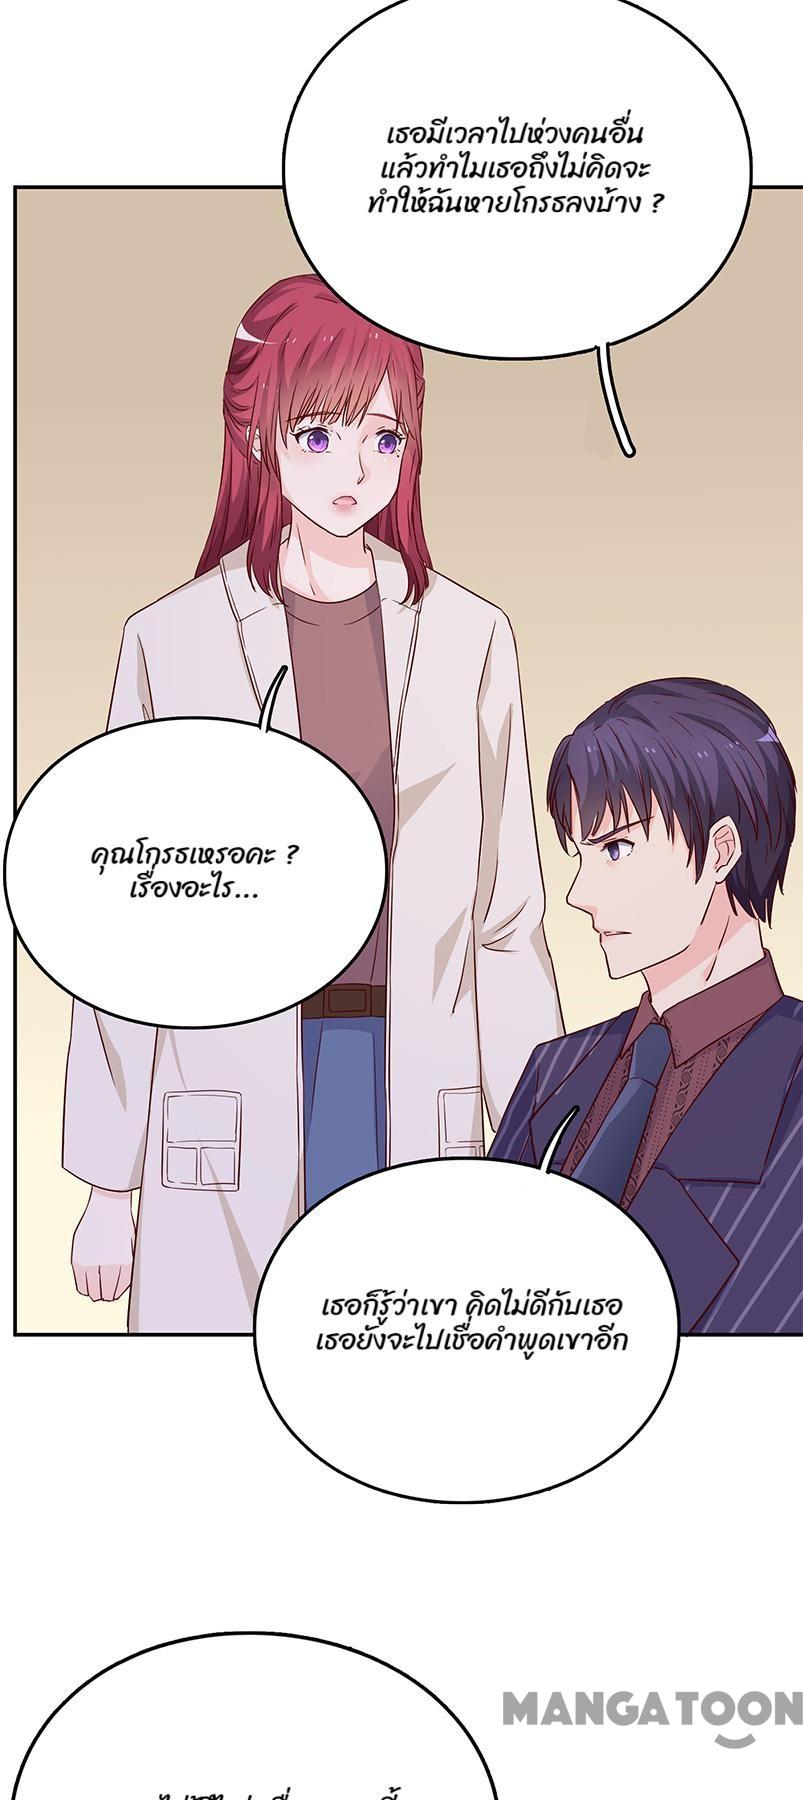 เธอมีเวลาไปห่วงคนอื่น
แล้วทำไมเธอถึงไม่คิดจะ
ทำให้ฉันหายโกรธลงบ้าง ?
คุณโกรธเหรอคะ ?
เรื่องอะไร...
เธอก็รู้ว่าเขา คิดไม่ดีกับเธอ
เธอยังจะไปเชื่อคำพูดเขาอีก
MANGATOON